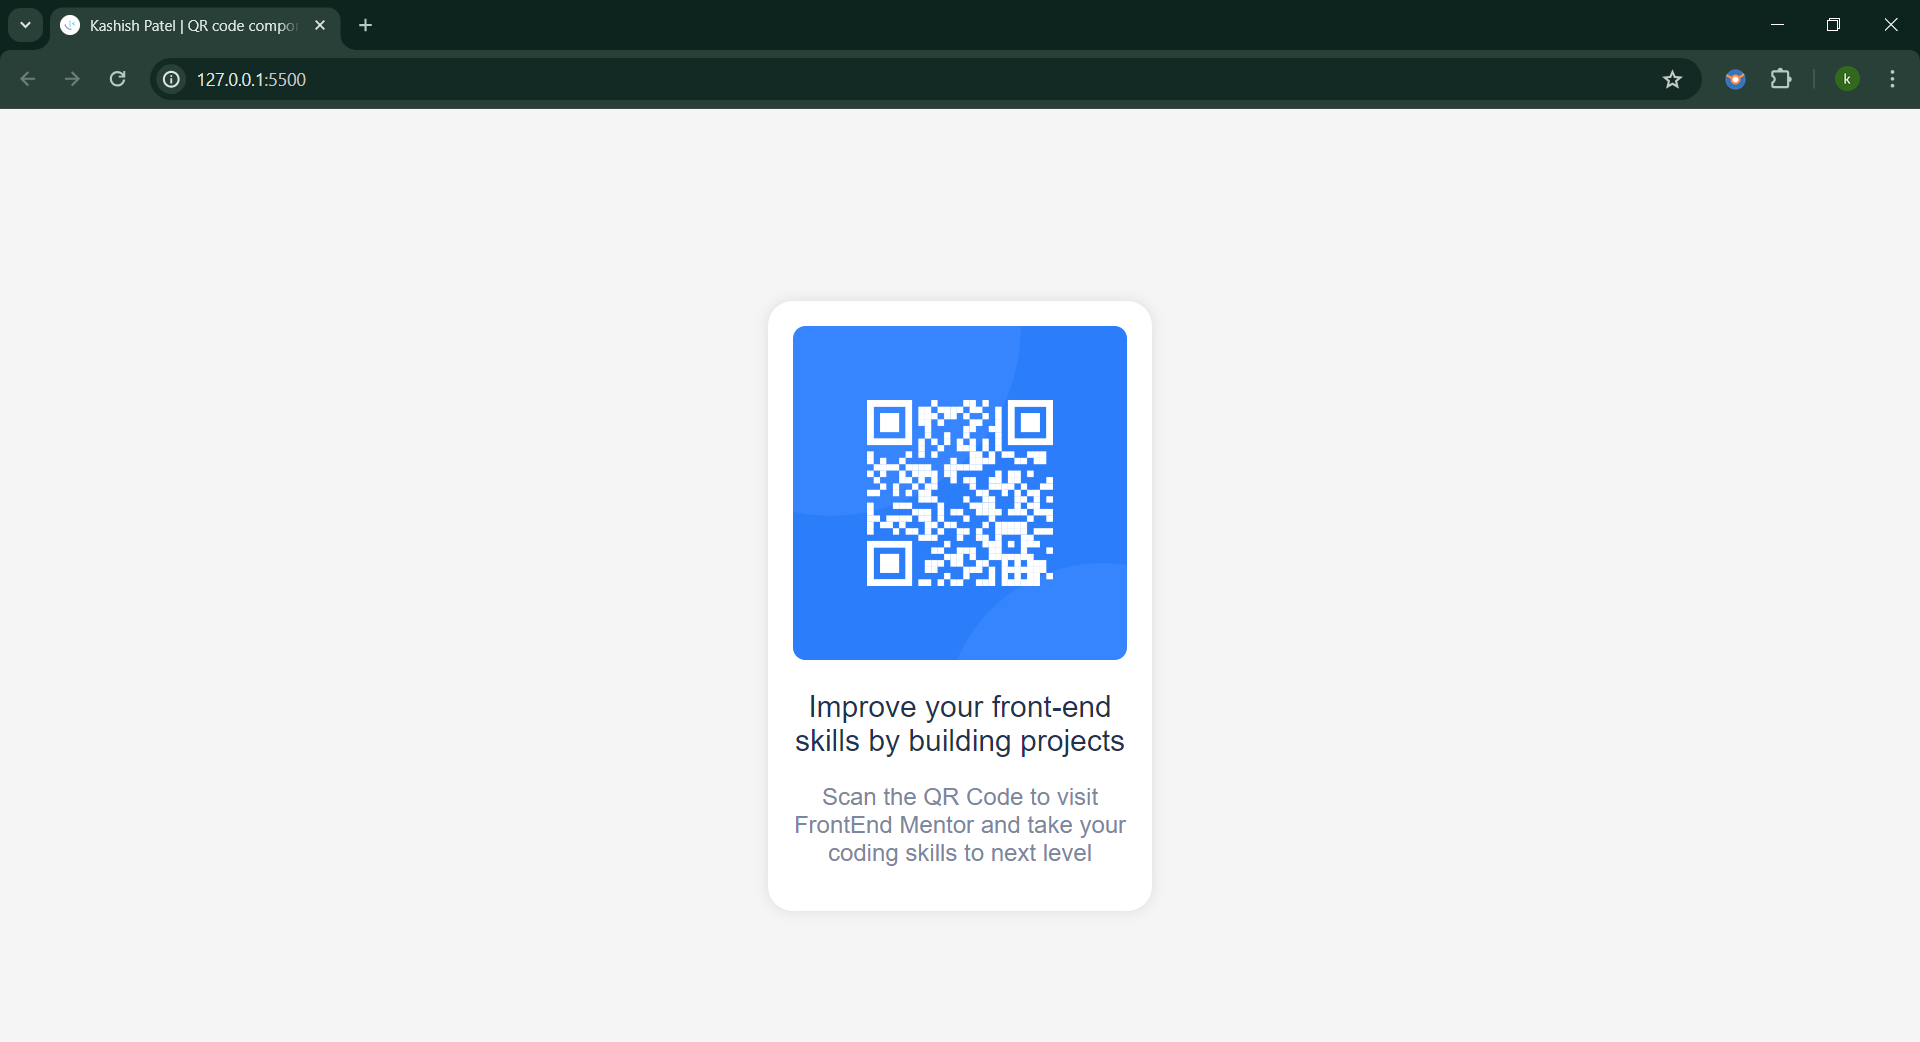 Kashish Patel | QR code compo
127.0.0.1:5500
k
Improve your front-end
skills by building projects
Scan the QR Code to visit
FrontEnd Mentor and take your
coding skills to next level